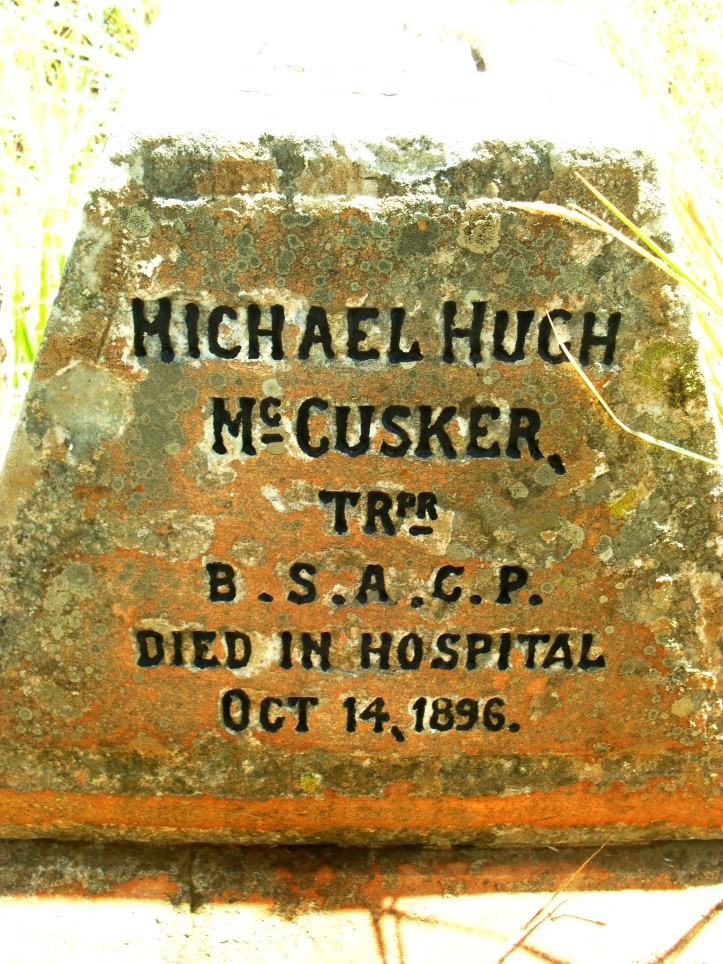 MICHAEL HUGH
McCUSKER,
TRPR
B.S.A.C.P.
DIED IN HOSPITAL
OCT 14, 1896.